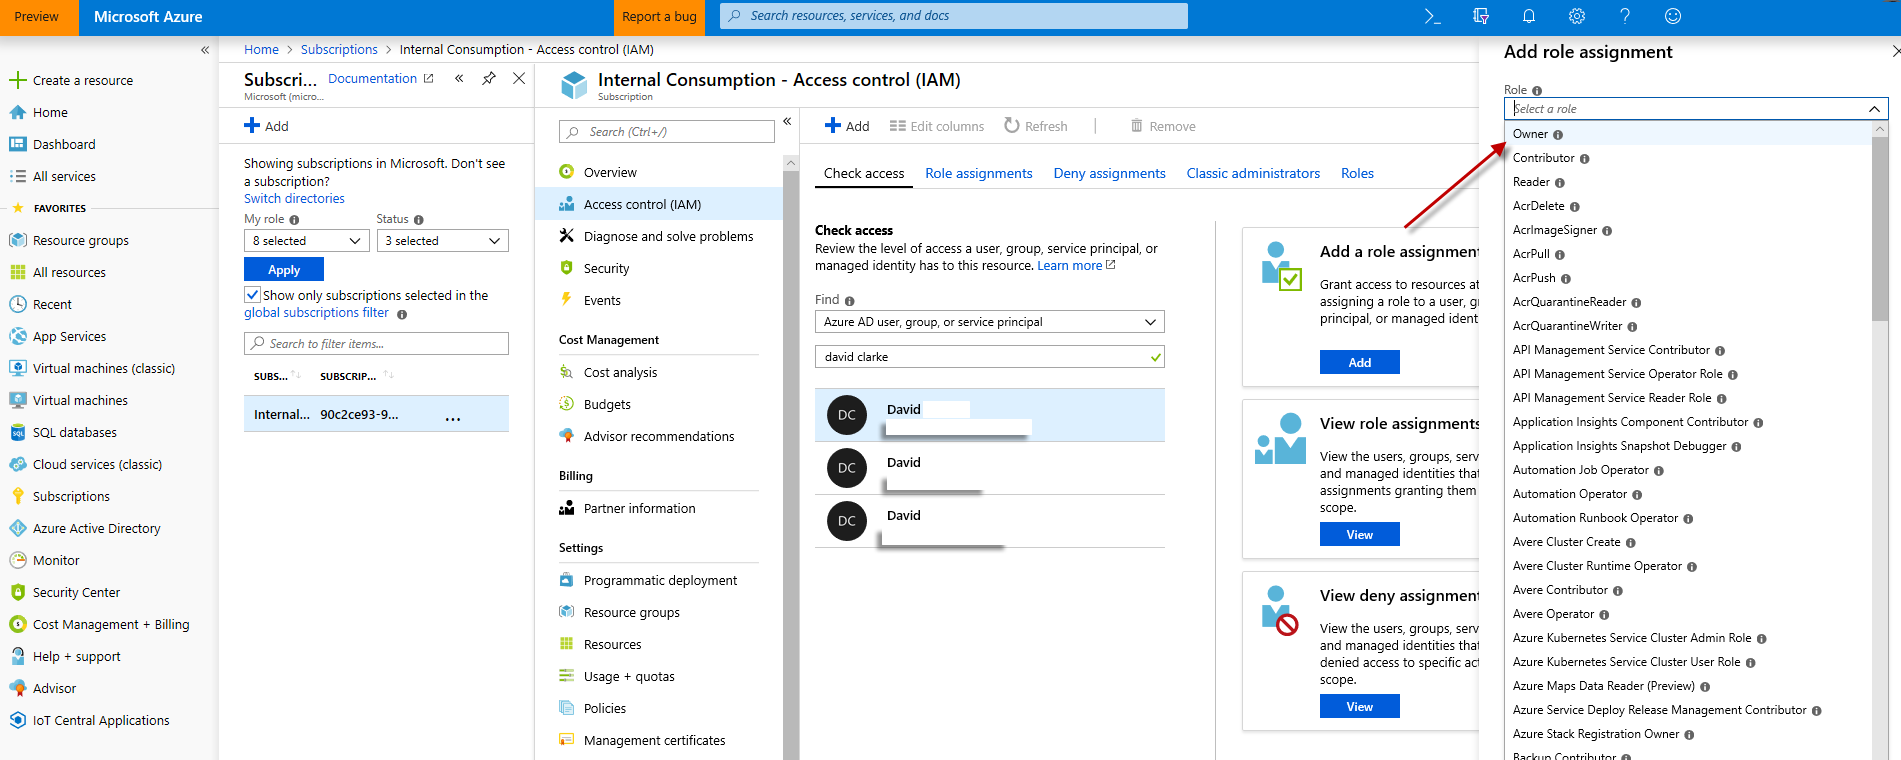 Preview
Microsoft Azure
Report a bug
Search resources, services, and docs
Create a resource
Home
Dashboard
All services
FAVORITES
Resource groups
All resources
Recent
App Services
Virtual machines (classic)
Virtual machines
SQL databases
Cloud services (classic)
Subscriptions
Azure Active Directory
Monitor
Security Center
Cost Management + Billing
Help + support
Advisor
IoT Central Applications
Home > Subscriptions > Internal Consumption - Access control (IAM)
Subscri... Documentation
Microsoft (micro...
Add
Showing subscriptions in Microsoft. Don't see
a subscription?
Switch directories
My role Status
8 selected 3 selected
Apply
Show only subscriptions selected in the
global subscriptions filter
Search to filter items...
SUBS... SUBSCRIP...
Internal... 90c2ce93-9... ...
Internal Consumption - Access control (IAM)
Subscription
Search (Ctrl+/)
Overview
Access control (IAM)
Diagnose and solve problems
Security
Events
Cost Management
Cost analysis
Budgets
Advisor recommendations
Billing
Partner information
Settings
Programmatic deployment
Resource groups
Resources
Usage + quotas
Policies
Management certificates
Add Edit columns Refresh Remove
Check access Role assignments Deny assignments Classic administrators Roles
Check access
Review the level of access a user, group, service principal, or
managed identity has to this resource. Learn more
Find
Azure AD user, group, or service principal
david clarke
DC David
DC David
DC David
Add a role assignment
Grant access to resources at
assigning a role to a user, g
principal, or managed ident
Add
View role assignments
View the users, groups, serv
and managed identities that
assignments granting them
scope.
View
View deny assignment
View the users, groups, serv
and managed identities that
denied access to specific act
scope.
View
Add role assignment
Role
Select a role
Owner
Contributor
Reader
AcrDelete
AcrImageSigner
AcrPull
AcrPush
AcrQuarantineReader
AcrQuarantineWriter
API Management Service Contributor
API Management Service Operator Role
API Management Service Reader Role
Application Insights Component Contributor
Application Insights Snapshot Debugger
Automation Job Operator
Automation Operator
Automation Runbook Operator
Avere Cluster Create
Avere Cluster Runtime Operator
Avere Contributor
Avere Operator
Azure Kubernetes Service Cluster Admin Role
Azure Kubernetes Service Cluster User Role
Azure Maps Data Reader (Preview)
Azure Service Deploy Release Management Contributor
Azure Stack Registration Owner
Backup Contributor